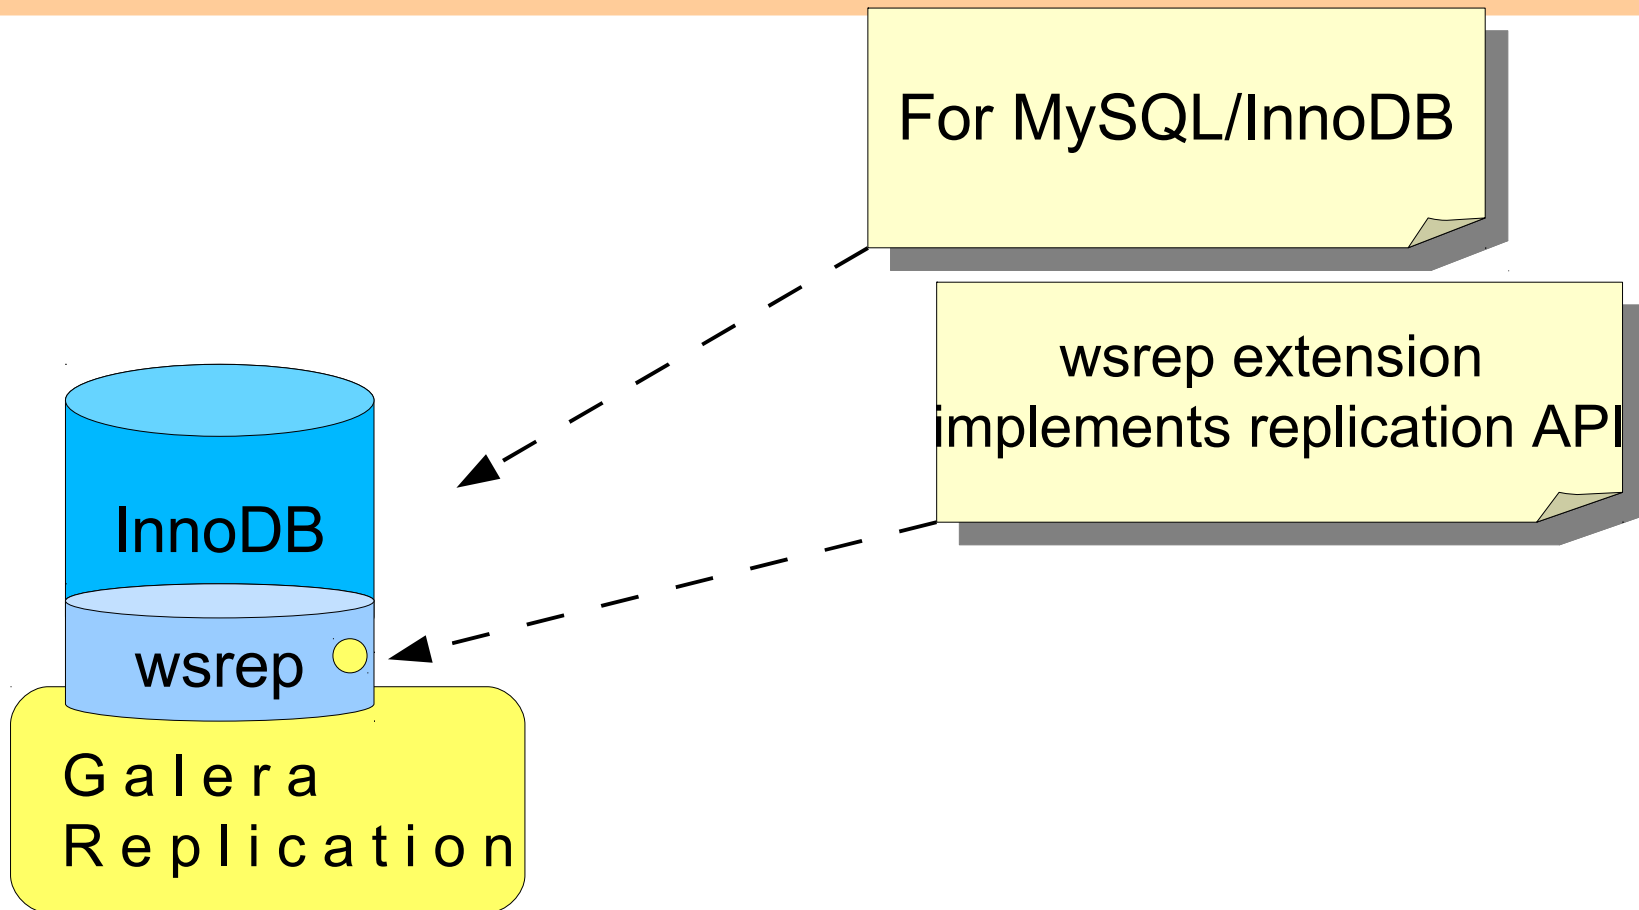 For MySQL/InnoDB
wsrep extension
implements replication API
InnoDB
wsrep
Galera
Replication